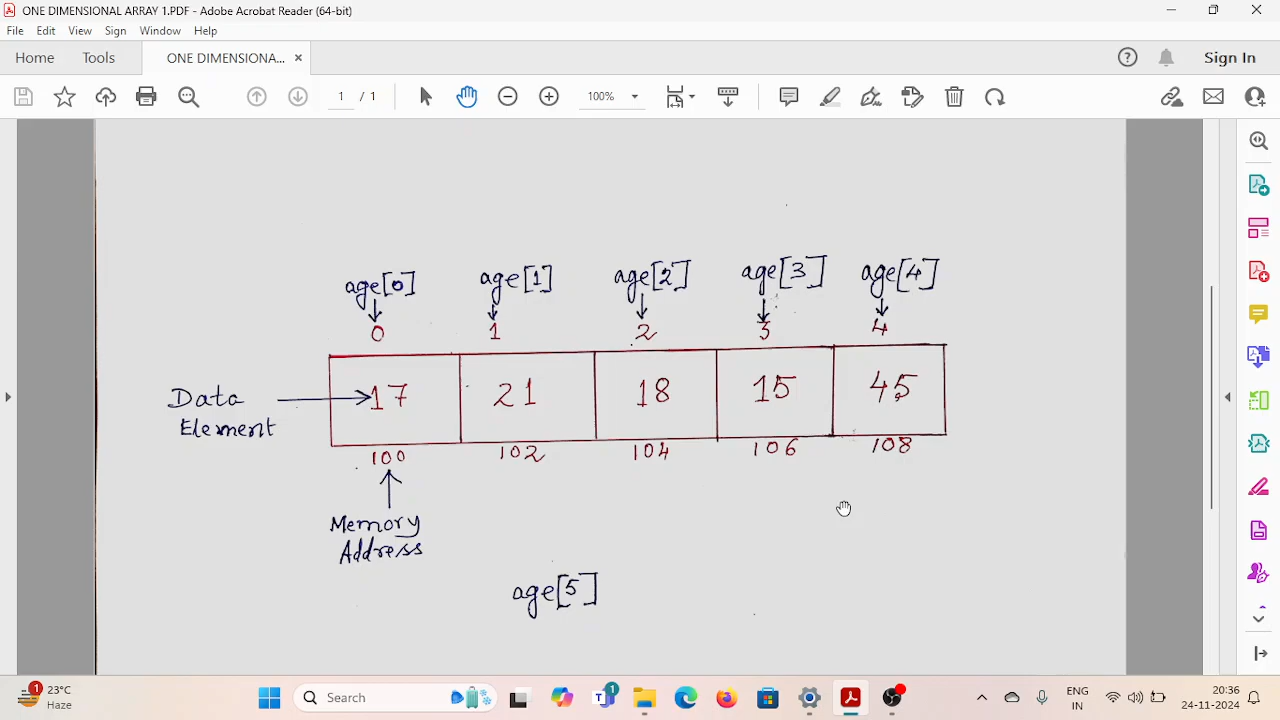 ONE DIMENSIONAL ARRAY 1.PDF - Adobe Acrobat Reader (64-bit)
File Edit View Sign Window Help
Home Tools ONE DIMENSIONA... × Sign In
1 / 1 100%
age[0] age[1] age[2] age[3] age[4]
0 1 2 3 4
Data Element
17 21 18 15 45
100 102 104 106 108
Memory
Address
age[5]
1 23°C
Haze
Search
1
ENG
IN
20:36
24-11-2024